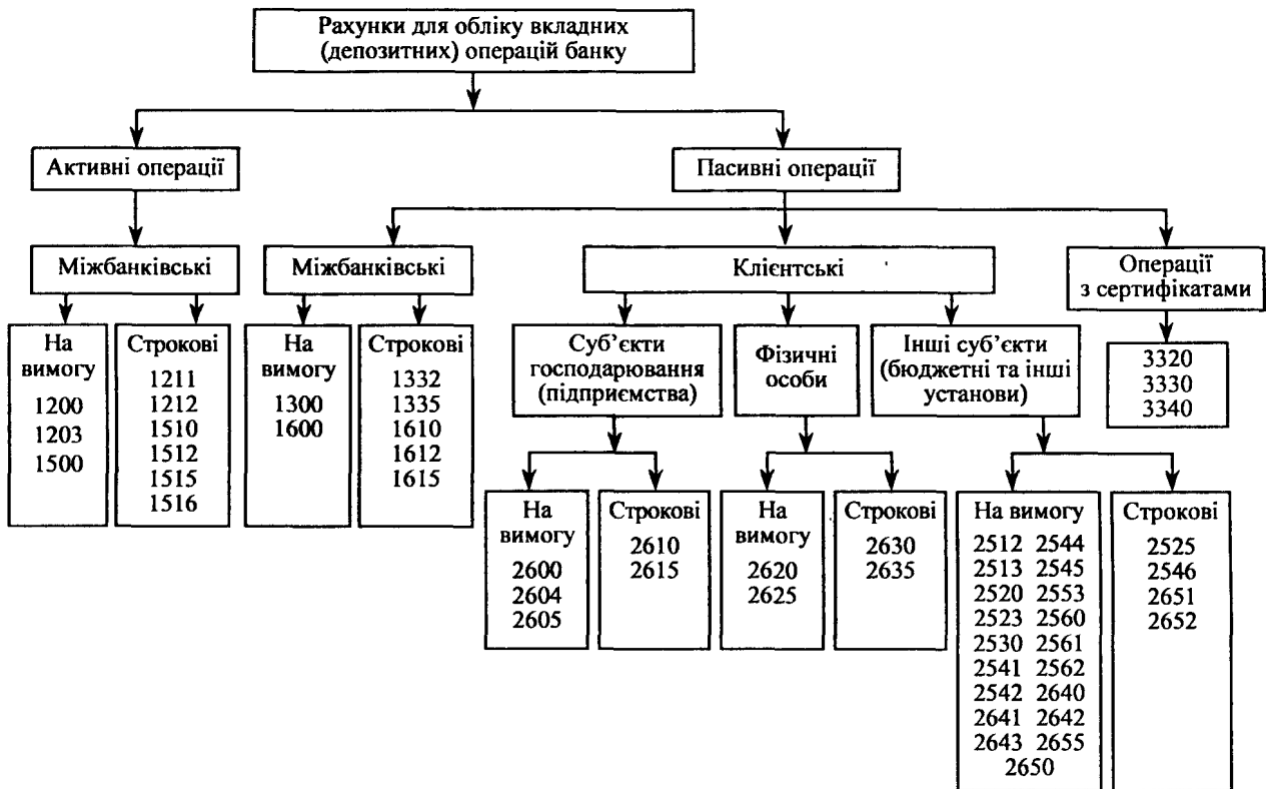 Рахунки для обліку вкладних
(депозитних) операцій банку
Активні операції
Пасивні операції
Міжбанківські
Міжбанківські
Клієнтські
Операції
з сертифікатами
На
вимогу
1200
1203
1500
Строкові
1211
1212
1510
1512
1515
1516
На
вимогу
1300
1600
Строкові
1332
1335
1610
1612
1615
Суб’єкти
господарювання
(підприємства)
Фізичні
особи
Інші суб’єкти
(бюджетні та інші
установи)
3320
3330
3340
На
вимогу
2600
2604
2605
Строкові
2610
2615
На
вимогу
2620
2625
Строкові
2630
2635
На вимогу
2512 2544
2513 2545
2520 2553
2523 2560
2530 2561
2541 2562
2542 2640
2641 2642
2643 2655
2650
Строкові
2525
2546
2651
2652